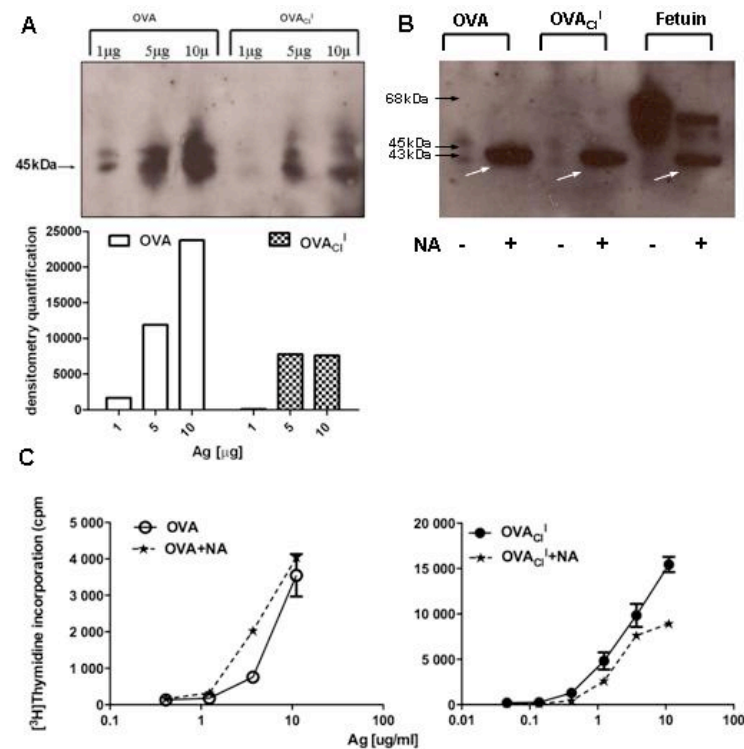 A
OVA OVACl^I
1µg 5µg 10µ 1µg 5µg 10µ
45kDa
densitometry quantification
25000
20000
15000
10000
5000
0
OVA OVACl^I
1 5 10 1 5 10
Ag [µg]
B
OVA OVACl^I Fetuin
68kDa
45kDa
43kDa
NA - + - + - +
C
[³H]Thymidine incorporation (cpm
5 000
4 000
3 000
2 000
1 000
0
OVA
OVA+NA
0.1 1 10 100
20 000
15 000
10 000
5 000
0
OVACl^I
OVACl^I+NA
0.01 0.1 1 10 100
Ag [ug/ml]